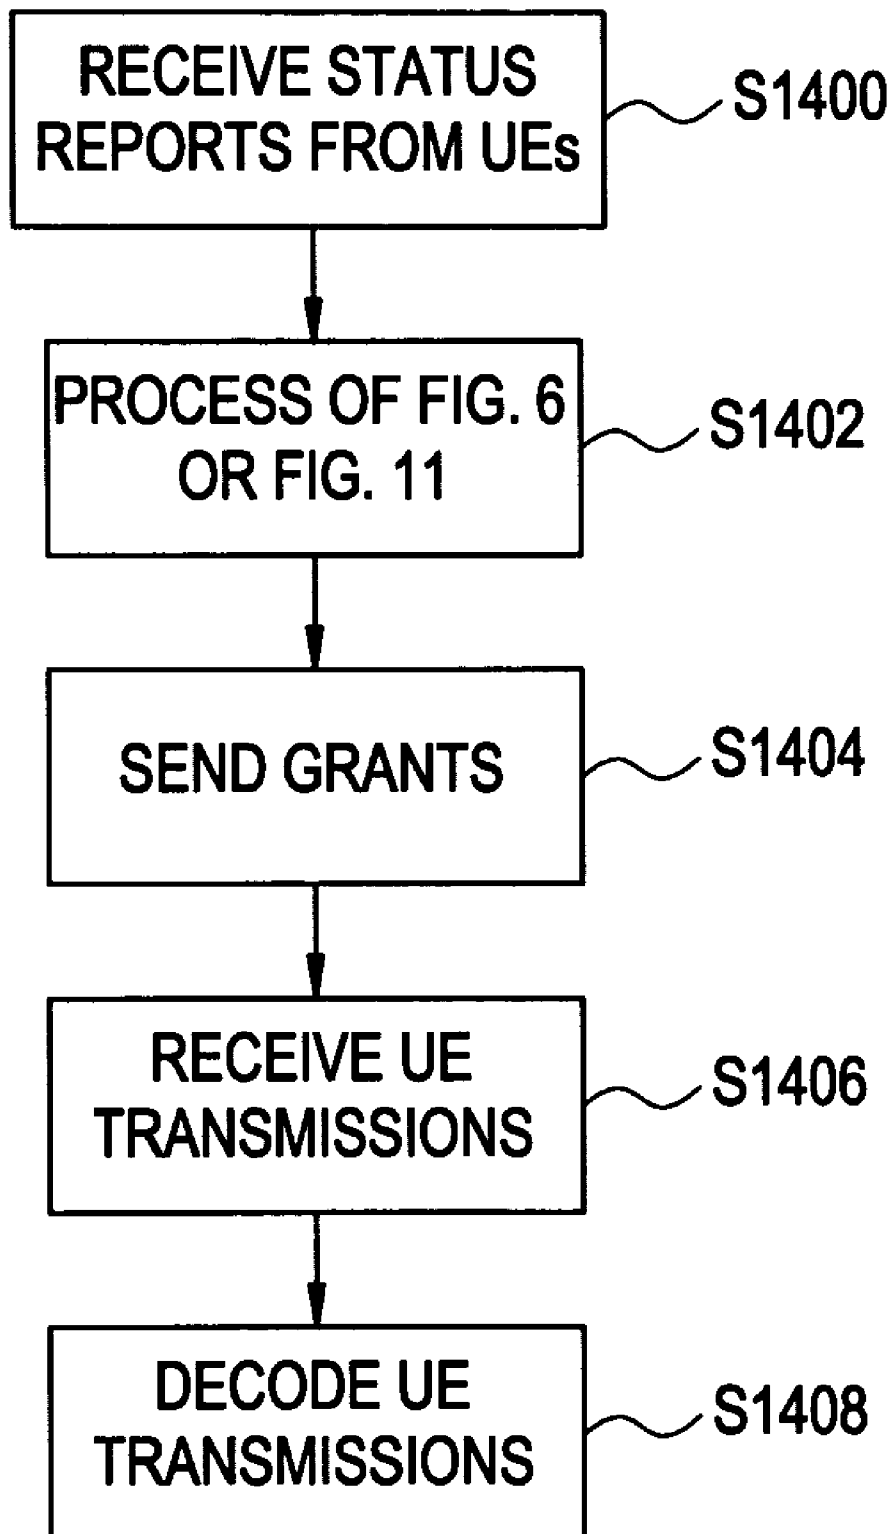 RECEIVE STATUS
REPORTS FROM UEs
S1400
PROCESS OF FIG. 6
OR FIG. 11
S1402
SEND GRANTS
S1404
RECEIVE UE
TRANSMISSIONS
S1406
DECODE UE
TRANSMISSIONS
S1408